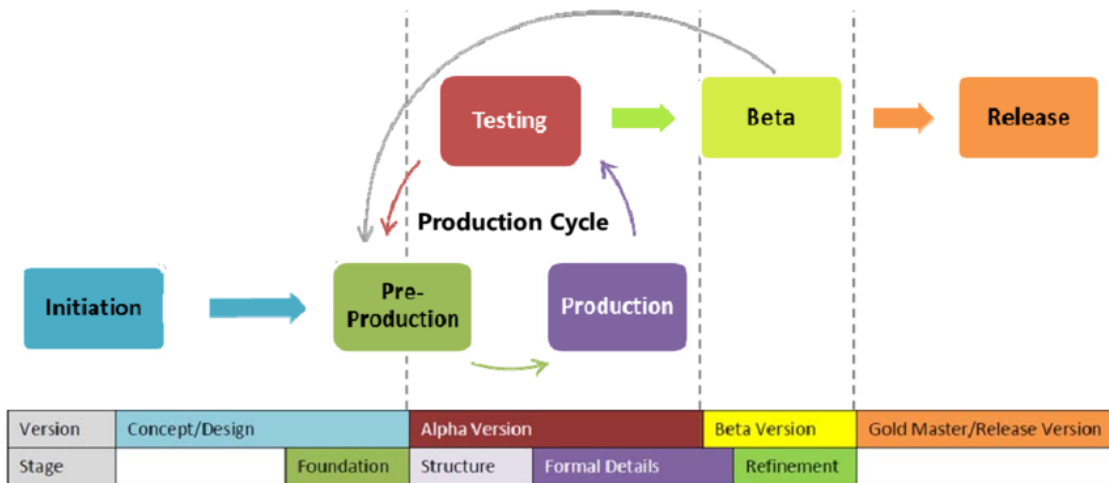 Testing
Beta
Release
Production Cycle
Initiation
Pre-
Production
Production
Version
Concept/Design
Alpha Version
Beta Version
Gold Master/Release Version
Stage
Foundation
Structure
Formal Details
Refinement